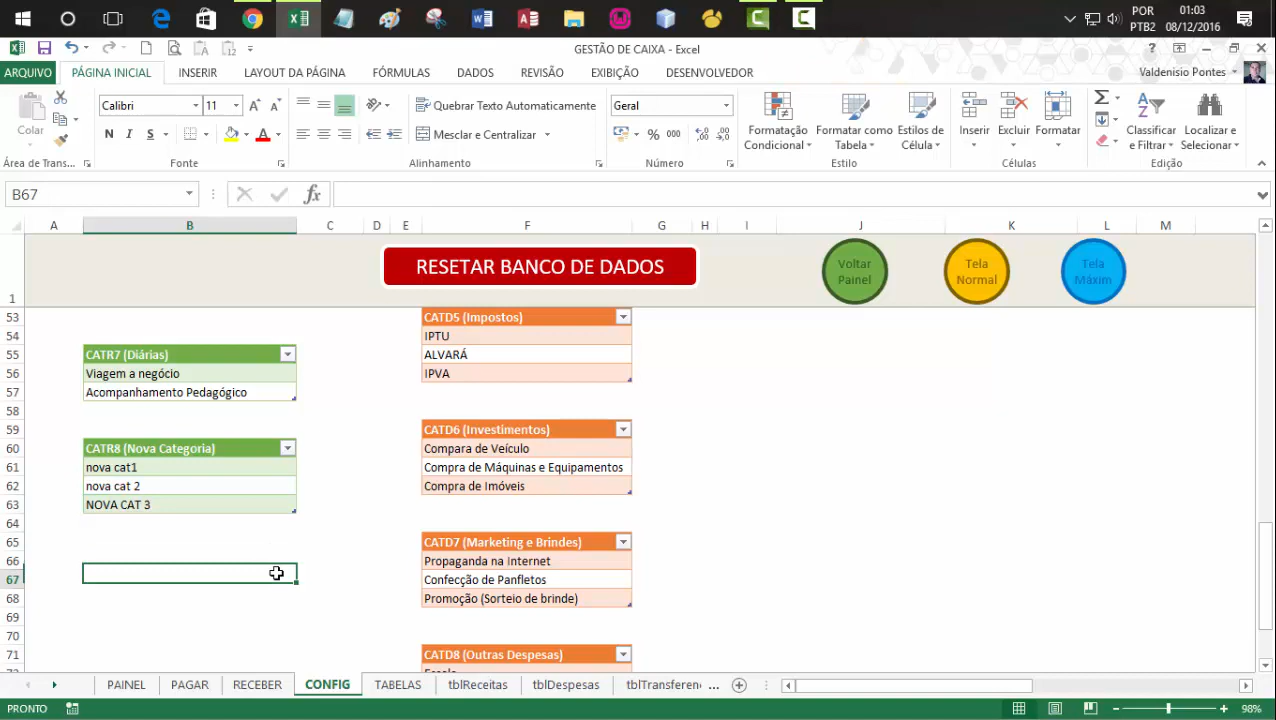 POR
PTB2
01:03
08/12/2016
GESTÃO DE CAIXA - Excel
ARQUIVO PÁGINA INICIAL INSERIR LAYOUT DA PÁGINA FÓRMULAS DADOS REVISÃO EXIBIÇÃO DESENVOLVEDOR Valdenisio Pontes
Colar
Calibri 11
N I S
Quebrar Texto Automaticamente
Mesclar e Centralizar
Geral
% 000
Formatação Condicional
Formatar como Tabela
Estilos de Célula
Inserir Excluir Formatar
Classificar e Filtrar
Localizar e Selecionar
Área de Trans... Fonte Alinhamento Número Estilo Células Edição
B67 fx
A B C D E F G H I J K L M
1 RESETAR BANCO DE DADOS
Voltar Painel
Tela Normal
Tela Máxim
53 CATD5 (Impostos)
54 IPTU
55 CATR7 (Diárias) ALVARÁ
56 Viagem a negócio IPVA
57 Acompanhamento Pedagógico
58
59 CATD6 (Investimentos)
60 CATR8 (Nova Categoria) Compara de Veículo
61 nova cat1 Compra de Máquinas e Equipamentos
62 nova cat 2 Compra de Imóveis
63 NOVA CAT 3
64
65 CATD7 (Marketing e Brindes)
66 Propaganda na Internet
67 Confecção de Panfletos
68 Promoção (Sorteio de brinde)
69
70
71 CATD8 (Outras Despesas)
PAINEL PAGAR RECEBER CONFIG TABELAS tblReceitas tblDespesas tblTransferen ...
PRONTO 98%